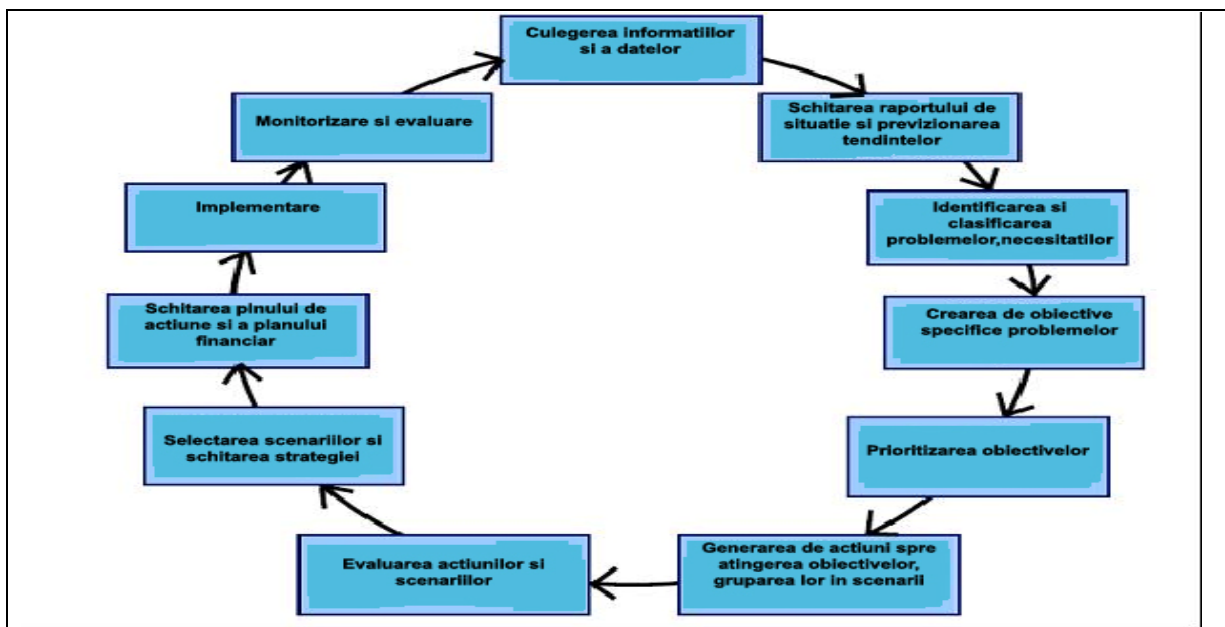 Culegerea informatiilor
si a datelor
Schitarea raportului de
situatie si previzionarea
tendintelor
Identificarea si
clasificarea
problemelor,necesitatilor
Crearea de obiective
specifice problemelor
Prioritizarea obiectivelor
Generarea de actiuni spre
atingerea obiectivelor,
gruparea lor in scenarii
Evaluarea actiunilor si
scenariilor
Selectarea scenariilor si
schitarea strategiei
Schitarea plnului de
actiune si a planului
financiar
Implementare
Monitorizare si evaluare